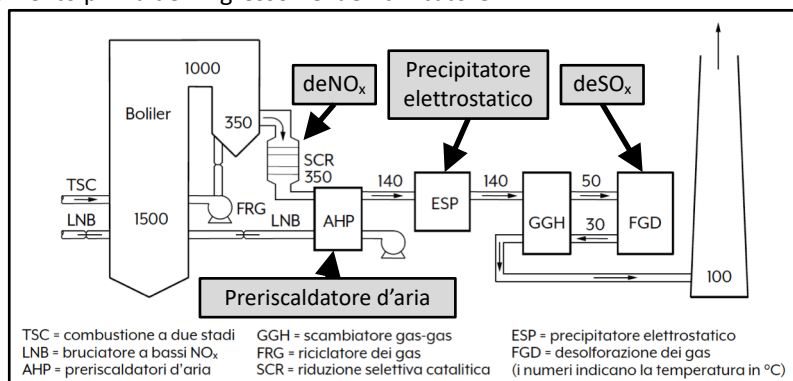 deNOₓ
Precipitatore
elettrostatico
deSOₓ
1000
Boliler
350
SCR
350
TSC
140
140
50
ESP
FRG
LNB
1500
LNB
AHP
GGH
30
FGD
100
Preriscaldatore d'aria
TSC = combustione a due stadi
LNB = bruciatore a bassi NOₓ
AHP = preriscaldatori d'aria
GGH = scambiatore gas-gas
FRG = riciclatore dei gas
SCR = riduzione selettiva catalitica
ESP = precipitatore elettrostatico
FGD = desolforazione dei gas
(i numeri indicano la temperatura in °C)